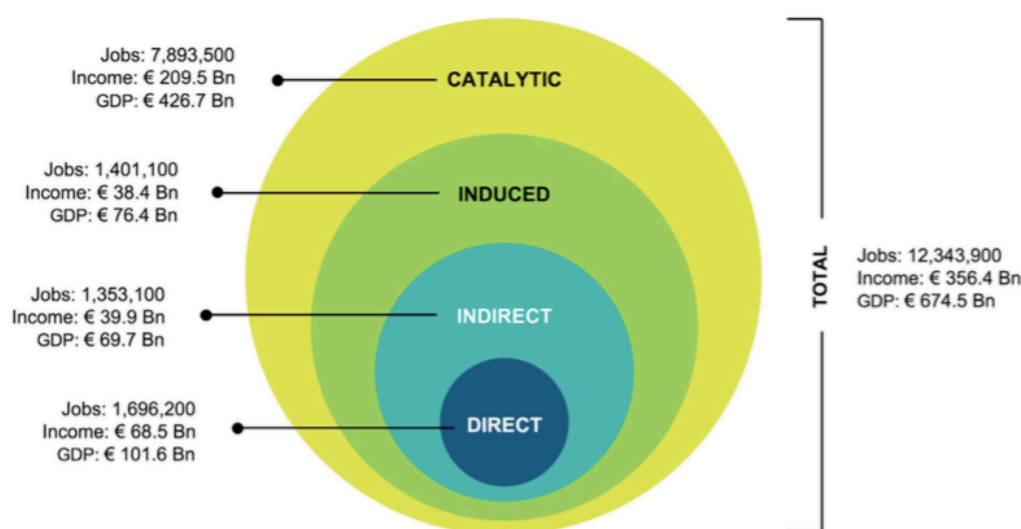 Jobs: 7,893,500
Income: € 209.5 Bn
GDP: € 426.7 Bn
CATALYTIC
Jobs: 1,401,100
Income: € 38.4 Bn
GDP: € 76.4 Bn
INDUCED
Jobs: 1,353,100
Income: € 39.9 Bn
GDP: € 69.7 Bn
INDIRECT
Jobs: 1,696,200
Income: € 68.5 Bn
GDP: € 101.6 Bn
DIRECT
TOTAL
Jobs: 12,343,900
Income: € 356.4 Bn
GDP: € 674.5 Bn